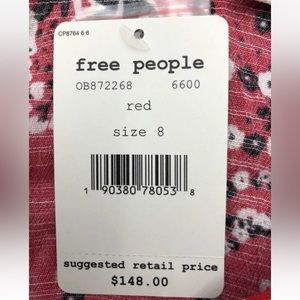 CP8764 6 6
free people
OB872268 6600
red
size 8
1 90380 78053 8
suggested retail price
$148.00